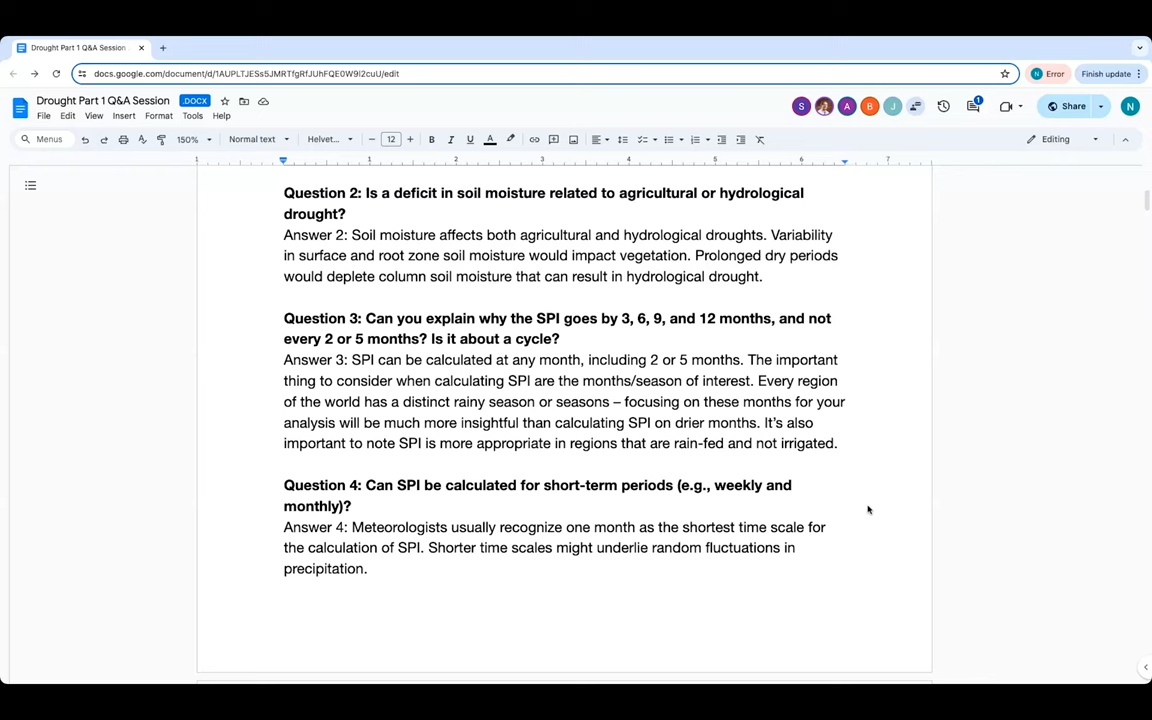 Drought Part 1 Q&A Session
docs.google.com/document/d/1AUPLTJESs5JMRTfgRfJUhFQE0W9l2cuU/edit
N Error
Finish update
Drought Part 1 Q&A Session .DOCX
S A B J
1
Share
N
File Edit View Insert Format Tools Help
Menus 150% Normal text Helvet... 12 B I U A Editing
1 1 2 3 4 5 6 7
Question 2: Is a deficit in soil moisture related to agricultural or hydrological
drought?
Answer 2: Soil moisture affects both agricultural and hydrological droughts. Variability
in surface and root zone soil moisture would impact vegetation. Prolonged dry periods
would deplete column soil moisture that can result in hydrological drought.
Question 3: Can you explain why the SPI goes by 3, 6, 9, and 12 months, and not
every 2 or 5 months? Is it about a cycle?
Answer 3: SPI can be calculated at any month, including 2 or 5 months. The important
thing to consider when calculating SPI are the months/season of interest. Every region
of the world has a distinct rainy season or seasons – focusing on these months for your
analysis will be much more insightful than calculating SPI on drier months. It's also
important to note SPI is more appropriate in regions that are rain-fed and not irrigated.
Question 4: Can SPI be calculated for short-term periods (e.g., weekly and
monthly)?
Answer 4: Meteorologists usually recognize one month as the shortest time scale for
the calculation of SPI. Shorter time scales might underlie random fluctuations in
precipitation.